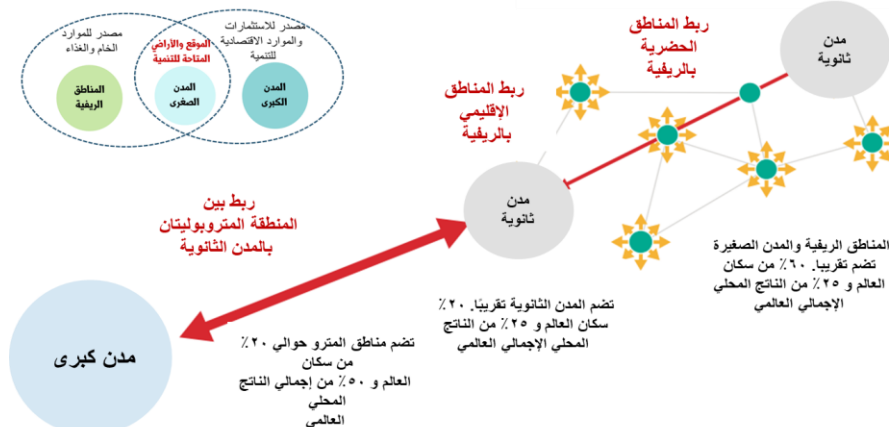 مصدر للموارد
الخام والغذاء
الموقع والأراضي
المتاحة للتنمية
مصدر للاستثمارات
والموارد الاقتصادية
للتنمية
المناطق
الريفية
المدن
الصغرى
المدن
الكبرى
ربط المناطق
الحضرية
بالريفية
مدن
ثانوية
ربط المناطق
الإقليمي
بالريفية
مدن
ثانوية
ربط بين
المنطقة المتروبوليتان
بالمدن الثانوية
المناطق الريفية والمدن الصغيرة
تضم تقريبا. ٦٠٪ من سكان
العالم و ٢٥٪ من الناتج المحلي
الإجمالي العالمي
تضم المدن الثانوية تقريبًا. ٢٠٪
سكان العالم و ٢٥٪ من الناتج
المحلي الإجمالي العالمي
تضم مناطق المترو حوالي ٢٠٪
من سكان
العالم و ٥٠٪ من إجمالي الناتج
المحلي
العالمي
مدن كبرى